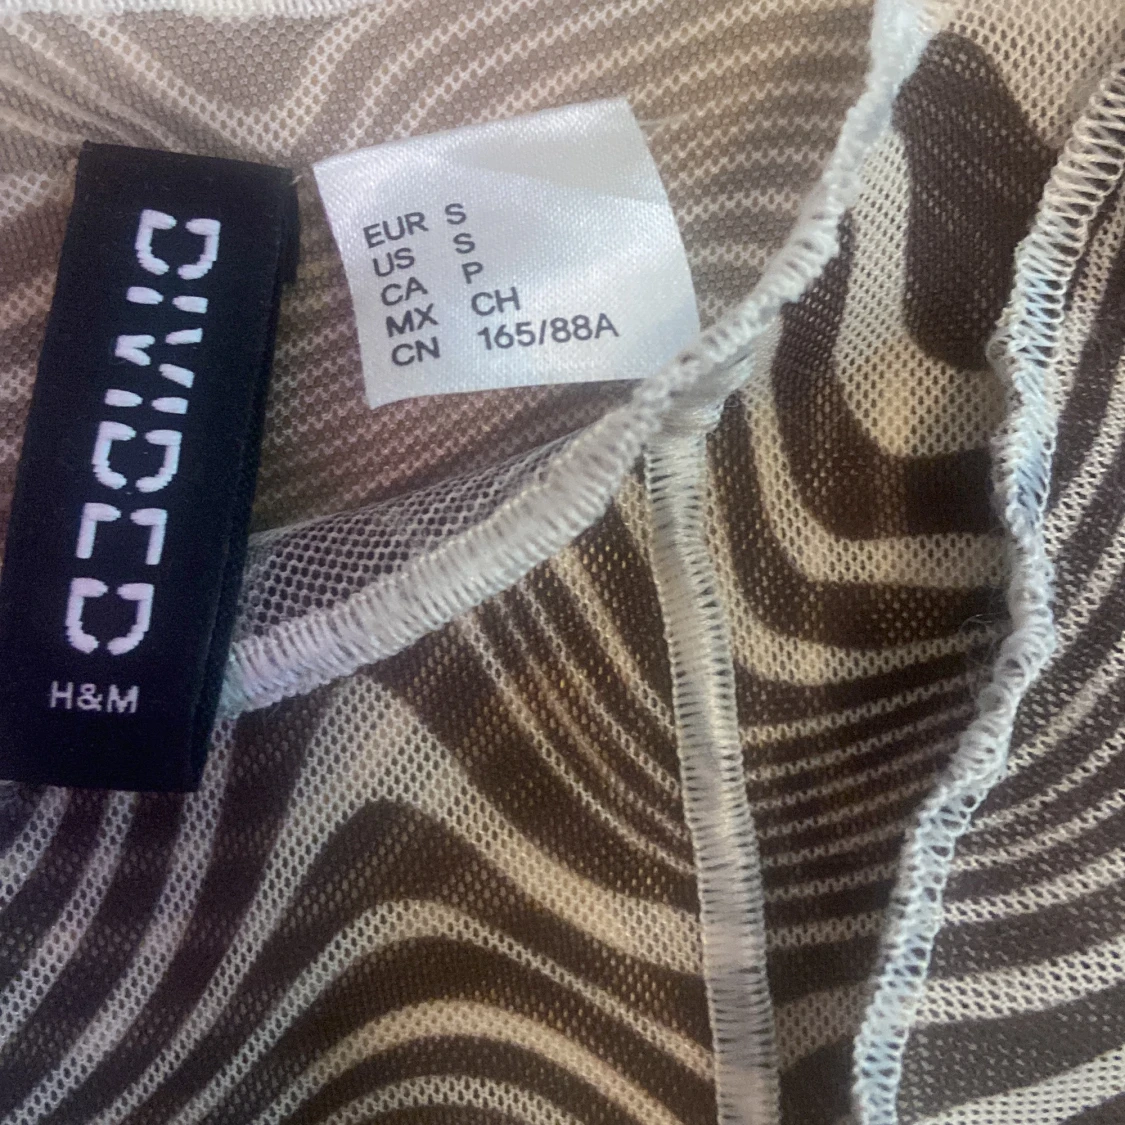 DIVIDED
H&M
EUR S
US S
CA P
MX CH
CN 165/88A